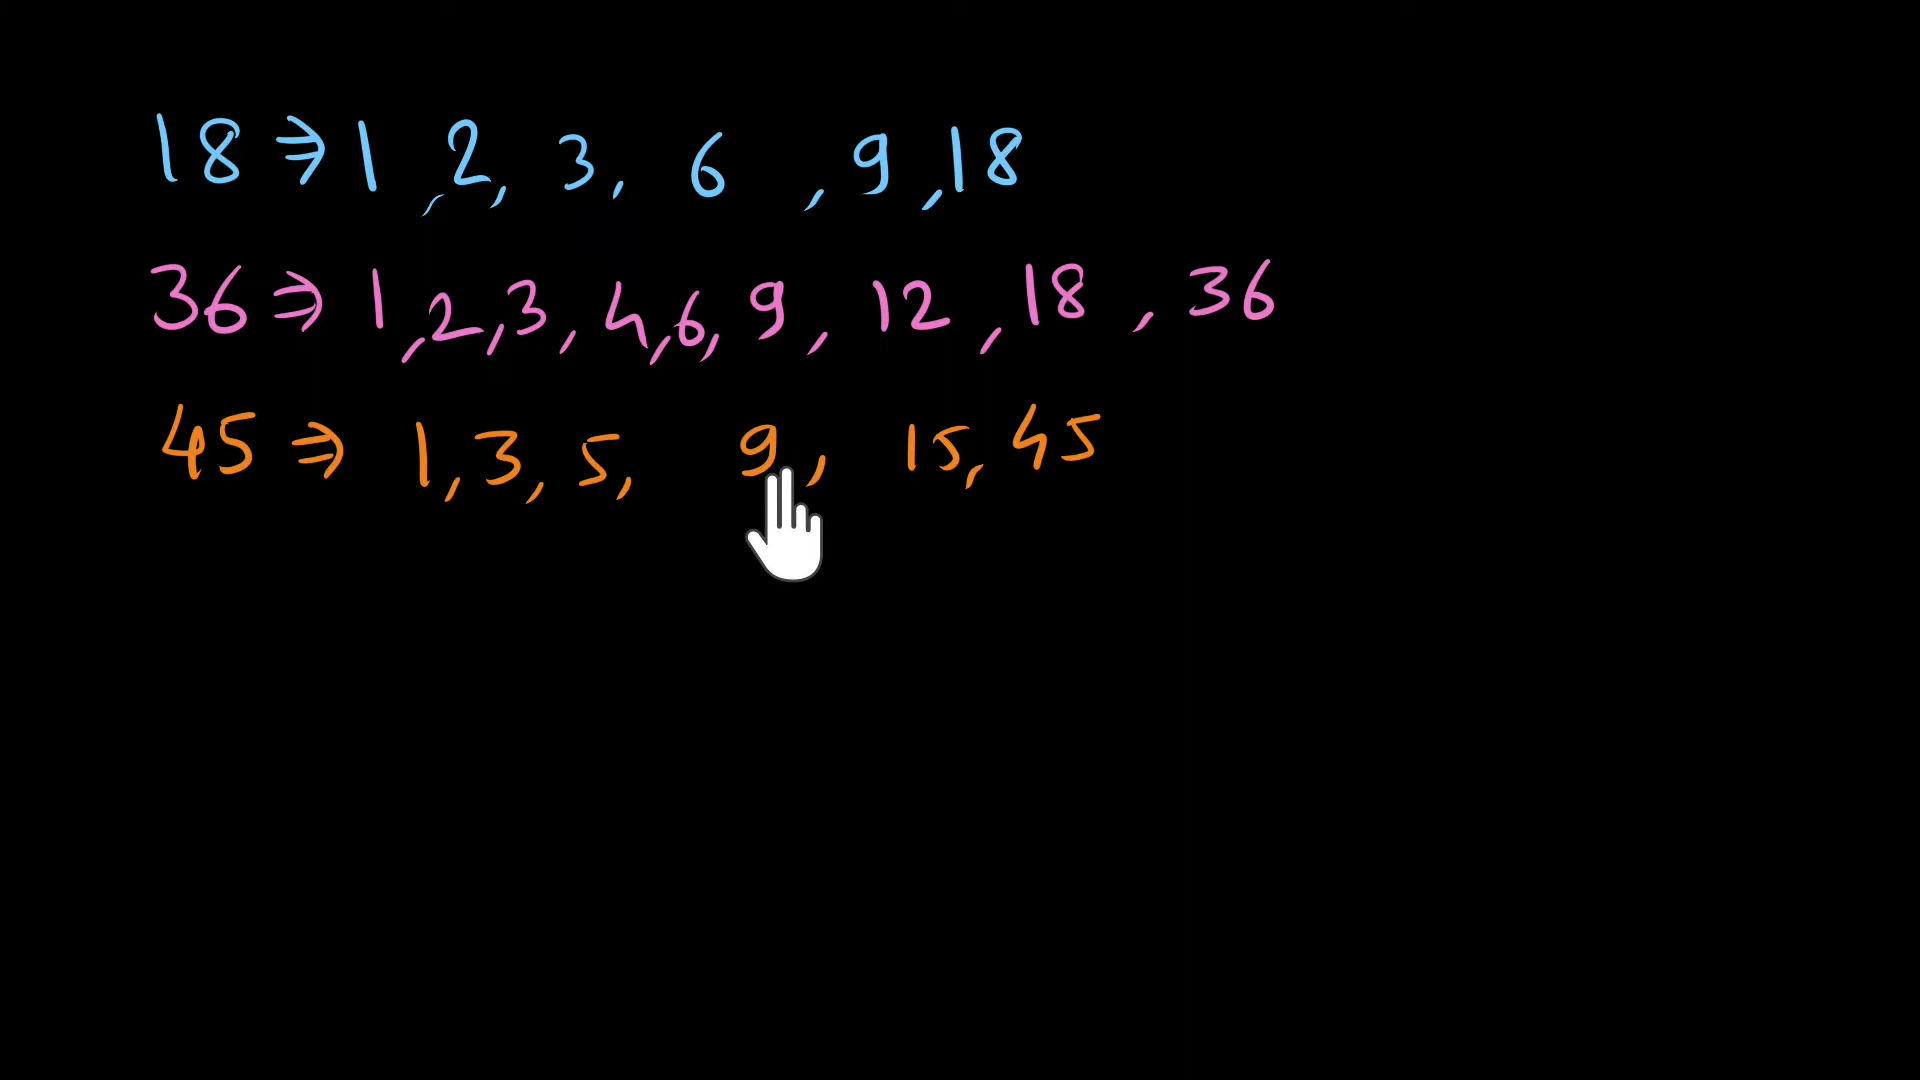 18 ⇒ 1, 2, 3, 6, 9, 18
36 ⇒ 1, 2, 3, 4, 6, 9, 12, 18, 36
45 ⇒ 1, 3, 5, 9, 15, 45